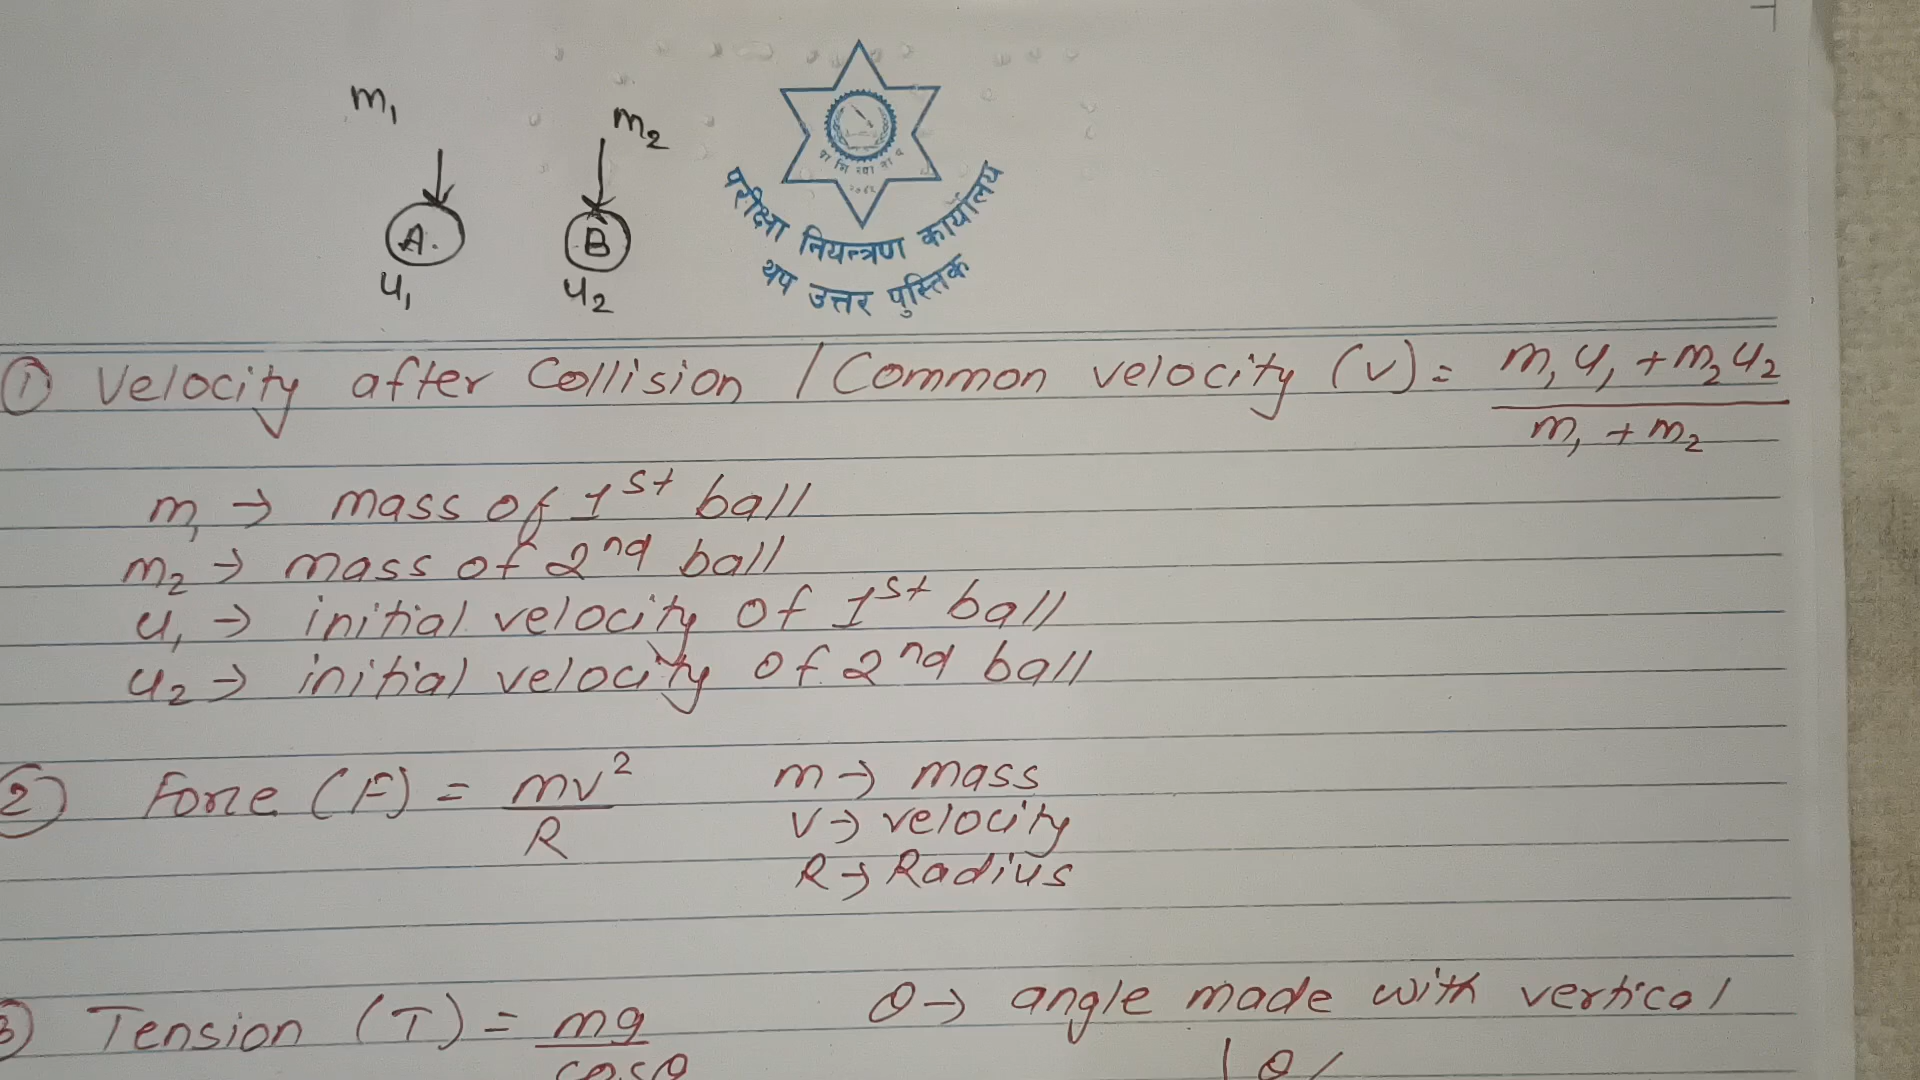 m₁
m₂
A.
B
u₁
u₂
परीक्षा नियन्त्रण कार्यालय
थप उत्तर पुस्तिक
① Velocity after Collision / Common velocity (v) = m₁u₁ + m₂u₂ / m₁ + m₂
m₁ → mass of 1st ball
m₂ → mass of 2nd ball
u₁ → initial velocity of 1st ball
u₂ → initial velocity of 2nd ball
② Force (F) = mv² / R
m → mass
v → velocity
R → Radius
③ Tension (T) = mg / cosθ
θ → angle made with vertical
θ